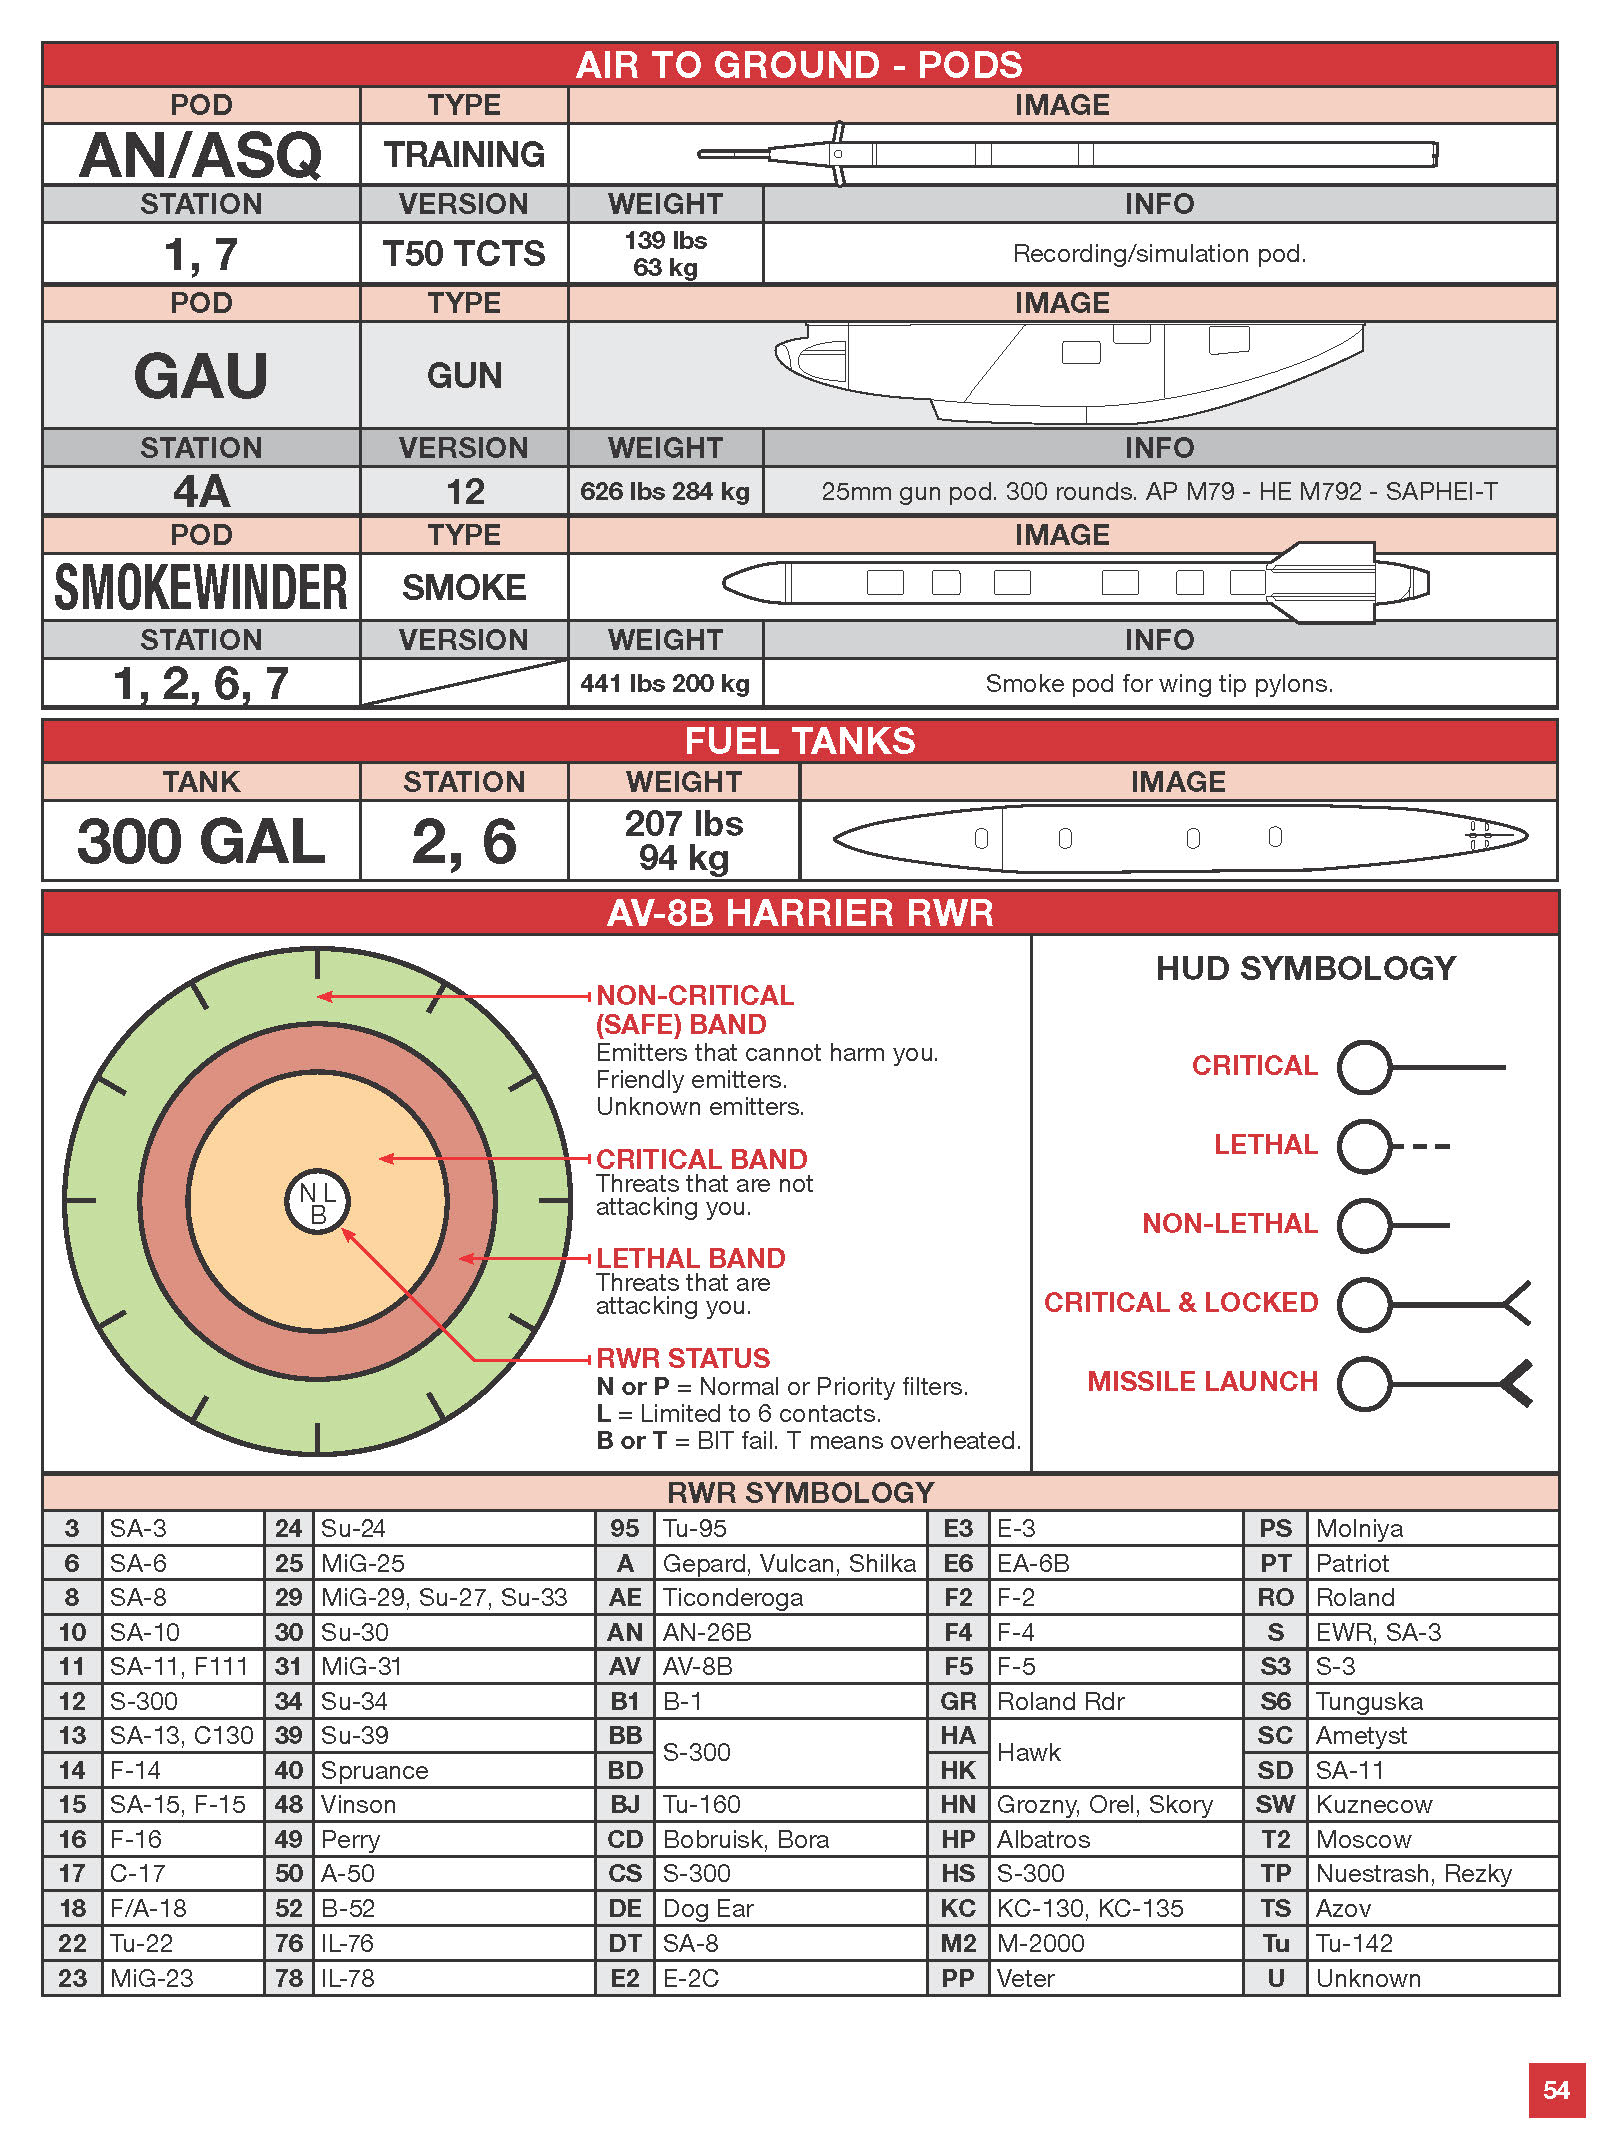 AIR TO GROUND - PODS
POD TYPE IMAGE
AN/ASQ TRAINING
STATION VERSION WEIGHT INFO
1, 7 T50 TCTS 139 lbs 63 kg Recording/simulation pod.
POD TYPE IMAGE
GAU GUN
STATION VERSION WEIGHT INFO
4A 12 626 lbs 284 kg 25mm gun pod. 300 rounds. AP M79 - HE M792 - SAPHEI-T
POD TYPE IMAGE
SMOKEWINDER SMOKE
STATION VERSION WEIGHT INFO
1, 2, 6, 7 441 lbs 200 kg Smoke pod for wing tip pylons.
FUEL TANKS
TANK STATION WEIGHT IMAGE
300 GAL 2, 6 207 lbs 94 kg
AV-8B HARRIER RWR
N L
B
NON-CRITICAL
(SAFE) BAND
Emitters that cannot harm you.
Friendly emitters.
Unknown emitters.
CRITICAL BAND
Threats that are not
attacking you.
LETHAL BAND
Threats that are
attacking you.
RWR STATUS
N or P = Normal or Priority filters.
L = Limited to 6 contacts.
B or T = BIT fail. T means overheated.
HUD SYMBOLOGY
CRITICAL
LETHAL
NON-LETHAL
CRITICAL & LOCKED
MISSILE LAUNCH
RWR SYMBOLOGY
3 SA-3 24 Su-24 95 Tu-95 E3 E-3 PS Molniya
6 SA-6 25 MiG-25 A Gepard, Vulcan, Shilka E6 EA-6B PT Patriot
8 SA-8 29 MiG-29, Su-27, Su-33 AE Ticonderoga F2 F-2 RO Roland
10 SA-10 30 Su-30 AN AN-26B F4 F-4 S EWR, SA-3
11 SA-11, F111 31 MiG-31 AV AV-8B F5 F-5 S3 S-3
12 S-300 34 Su-34 B1 B-1 GR Roland Rdr S6 Tunguska
13 SA-13, C130 39 Su-39 BB S-300 HA Hawk SC Ametyst
14 F-14 40 Spruance BD HK SD SA-11
15 SA-15, F-15 48 Vinson BJ Tu-160 HN Grozny, Orel, Skory SW Kuznecow
16 F-16 49 Perry CD Bobruisk, Bora HP Albatros T2 Moscow
17 C-17 50 A-50 CS S-300 HS S-300 TP Nuestrash, Rezky
18 F/A-18 52 B-52 DE Dog Ear KC KC-130, KC-135 TS Azov
22 Tu-22 76 IL-76 DT SA-8 M2 M-2000 Tu Tu-142
23 MiG-23 78 IL-78 E2 E-2C PP Veter U Unknown
54